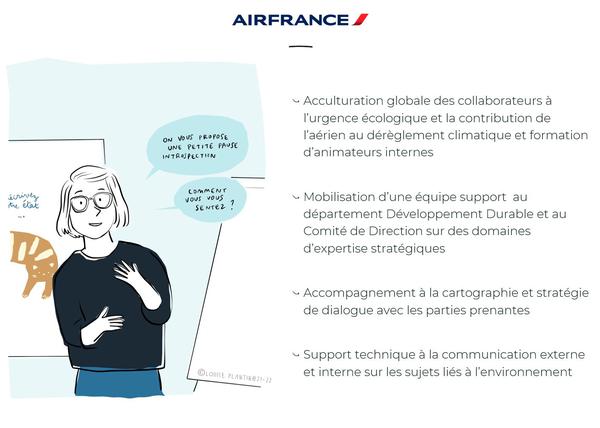 AIRFRANCE
ON VOUS PROPOSE
UNE PETITE PAUSE
INTROSPECTION
COMMENT
VOUS VOUS
SENTEZ ?
écrivez
état
...
©LOUISE PLANTIN@21-22
Acculturation globale des collaborateurs à
l'urgence écologique et la contribution de
l'aérien au dérèglement climatique et formation
d'animateurs internes
Mobilisation d'une équipe support au
département Développement Durable et au
Comité de Direction sur des domaines
d'expertise stratégiques
Accompagnement à la cartographie et stratégie
de dialogue avec les parties prenantes
Support technique à la communication externe
et interne sur les sujets liés à l'environnement